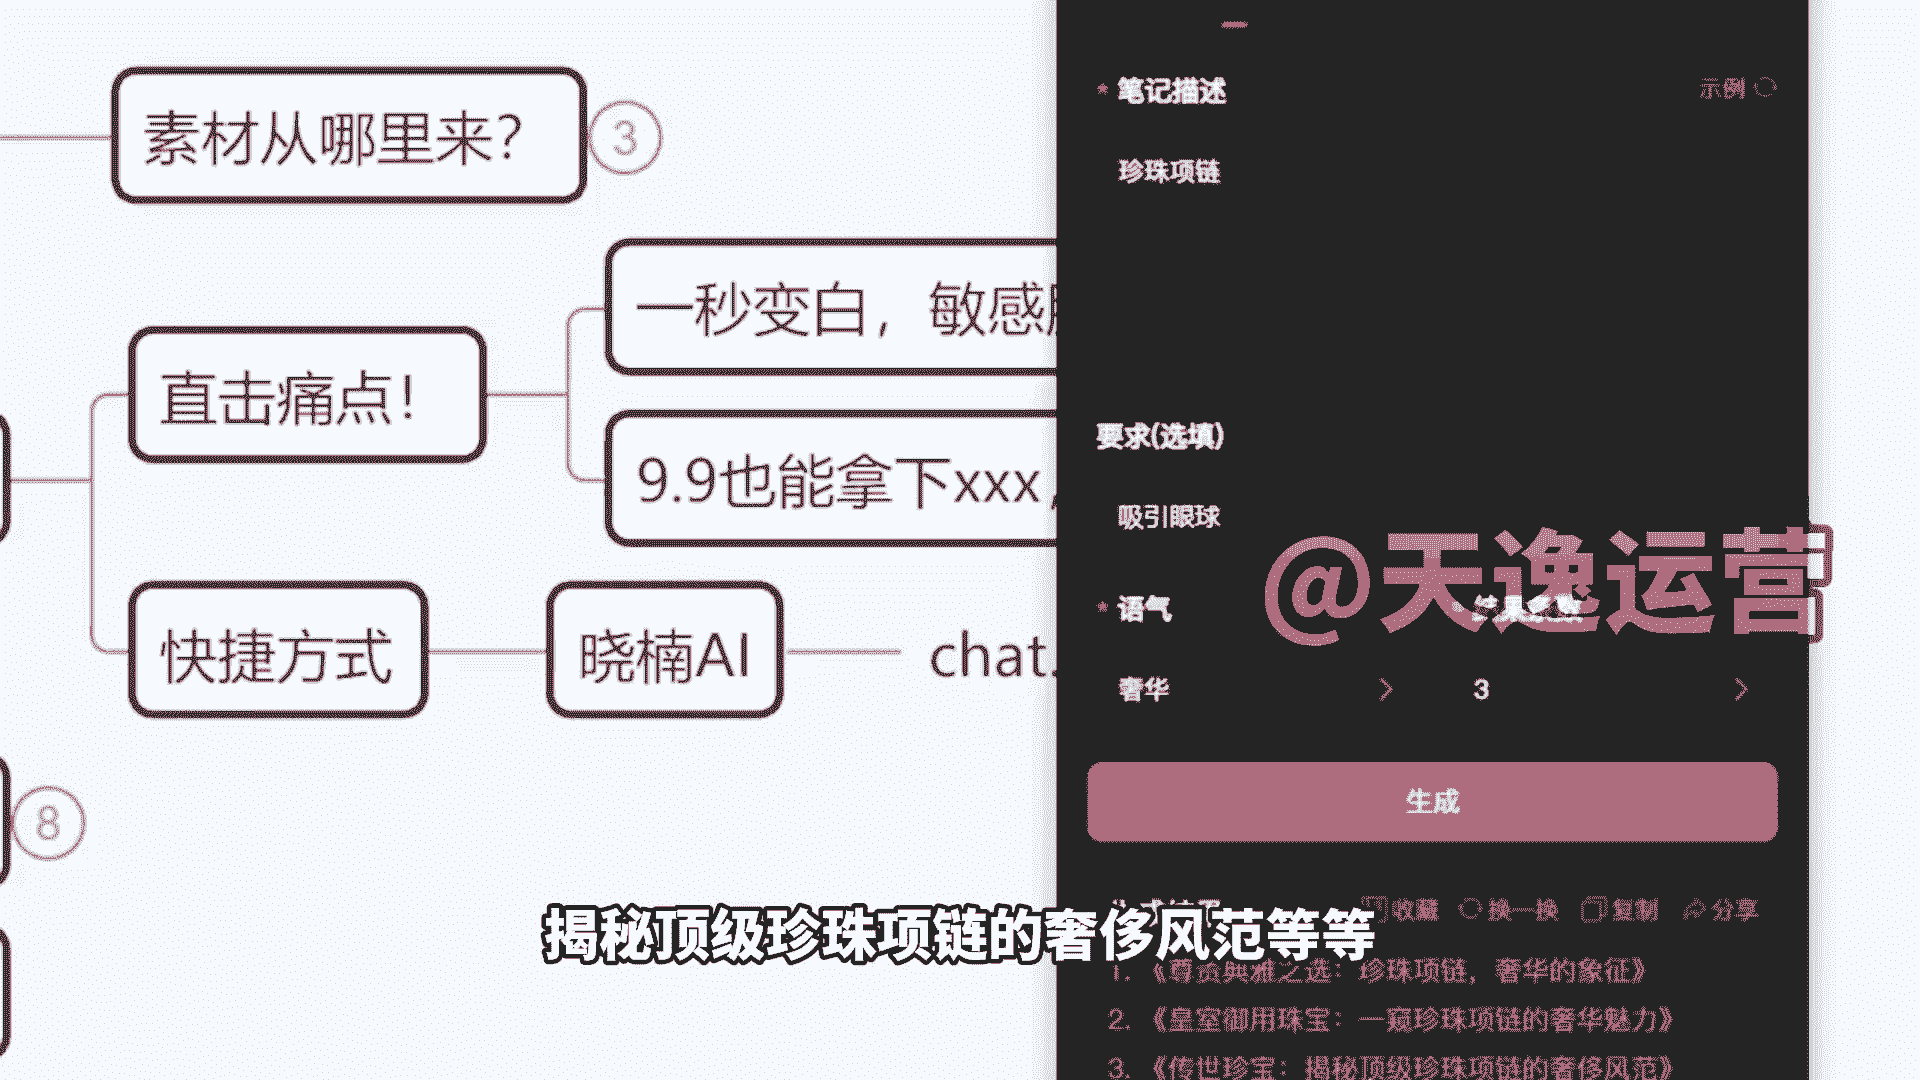 素材从哪里来？
3
直击痛点！
一秒变白，敏感
9.9也能拿下xxx
快捷方式
晓楠AI
chat.
8
* 笔记描述
示例
珍珠项链
要求(选填)
吸引眼球
@天逸运营
* 语气
奢华
3
生成
收藏
换一换
复制
分享
揭秘顶级珍珠项链的奢侈风范等等
1. 《尊贵典雅之选：珍珠项链，奢华的象征》
2. 《皇室御用珠宝：一窥珍珠项链的奢华魅力》
3. 《传世珍宝：揭秘顶级珍珠项链的奢侈风范》